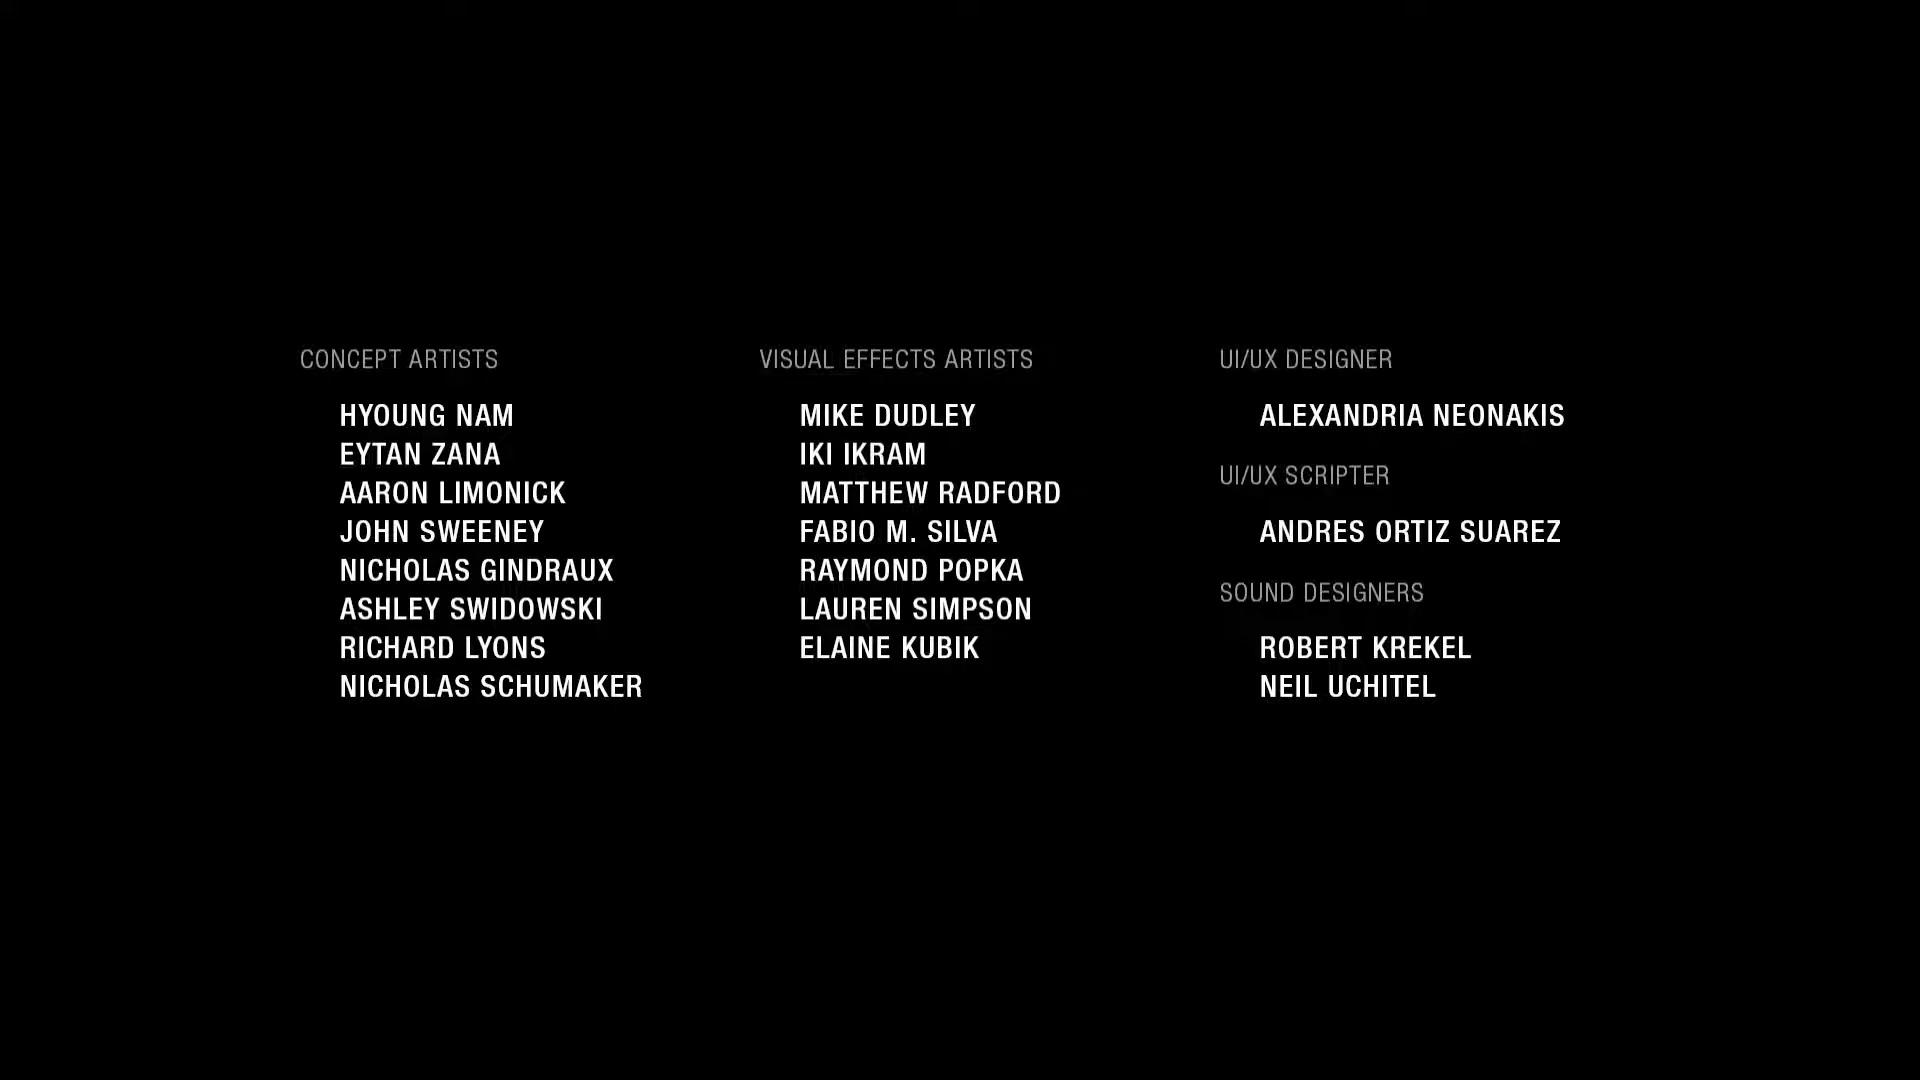 CONCEPT ARTISTS
HYOUNG NAM
EYTAN ZANA
AARON LIMONICK
JOHN SWEENEY
NICHOLAS GINDRAUX
ASHLEY SWIDOWSKI
RICHARD LYONS
NICHOLAS SCHUMAKER
VISUAL EFFECTS ARTISTS
MIKE DUDLEY
IKI IKRAM
MATTHEW RADFORD
FABIO M. SILVA
RAYMOND POPKA
LAUREN SIMPSON
ELAINE KUBIK
UI/UX DESIGNER
ALEXANDRIA NEONAKIS
UI/UX SCRIPTER
ANDRES ORTIZ SUAREZ
SOUND DESIGNERS
ROBERT KREKEL
NEIL UCHITEL